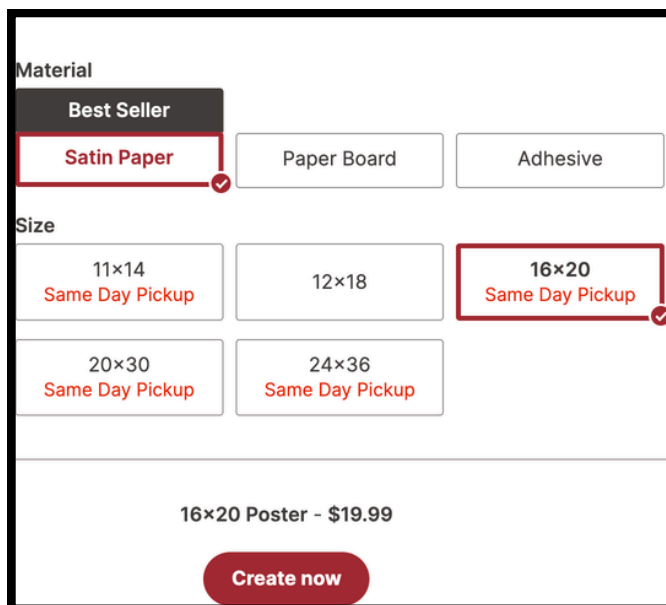 Material
Best Seller
Satin Paper
Paper Board
Adhesive
Size
11×14
Same Day Pickup
12×18
16×20
Same Day Pickup
20×30
Same Day Pickup
24×36
Same Day Pickup
16×20 Poster - $19.99
Create now